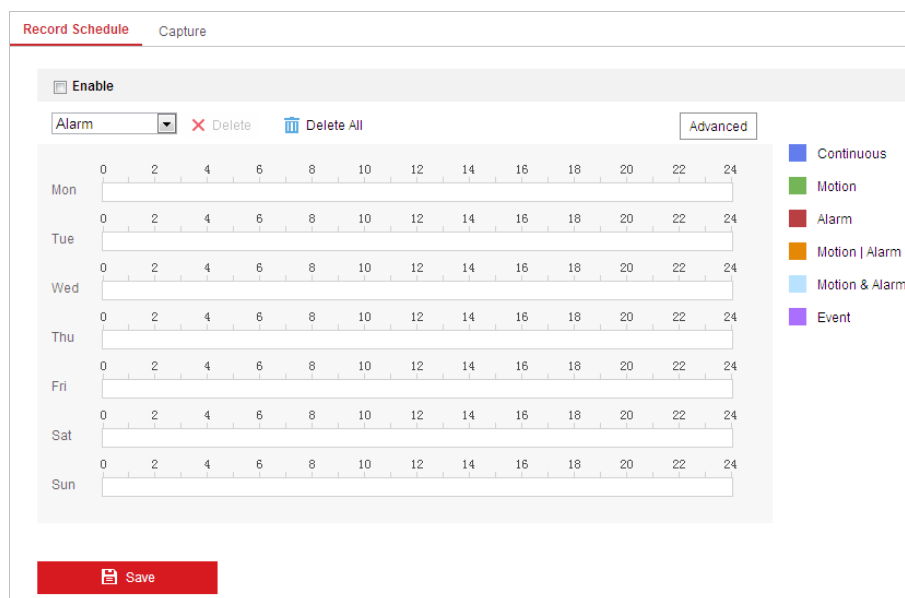 Record Schedule Capture
Enable
Alarm Delete Delete All Advanced
0 2 4 6 8 10 12 14 16 18 20 22 24
Mon
0 2 4 6 8 10 12 14 16 18 20 22 24
Tue
0 2 4 6 8 10 12 14 16 18 20 22 24
Wed
0 2 4 6 8 10 12 14 16 18 20 22 24
Thu
0 2 4 6 8 10 12 14 16 18 20 22 24
Fri
0 2 4 6 8 10 12 14 16 18 20 22 24
Sat
0 2 4 6 8 10 12 14 16 18 20 22 24
Sun
Continuous
Motion
Alarm
Motion | Alarm
Motion & Alarm
Event
Save